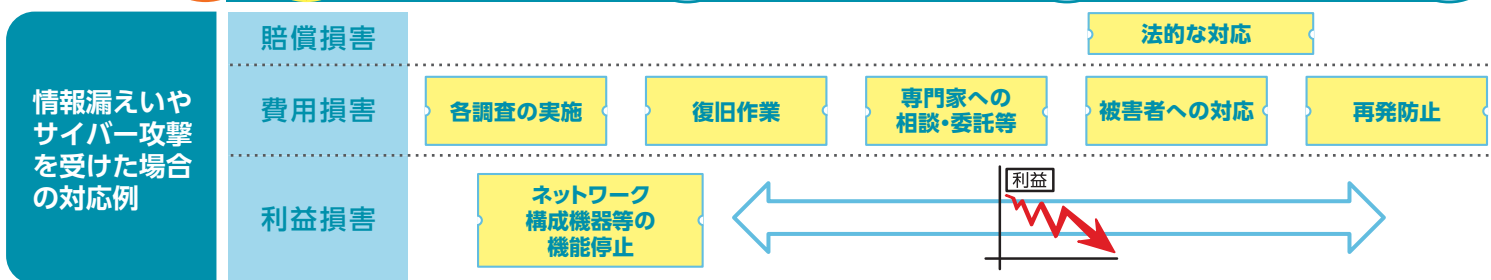 情報漏えいや
サイバー攻撃
を受けた場合
の対応例
賠償損害
法的な対応
費用損害
各調査の実施
復旧作業
専門家への
相談・委託等
被害者への対応
再発防止
利益損害
ネットワーク
構成機器等の
機能停止
利益